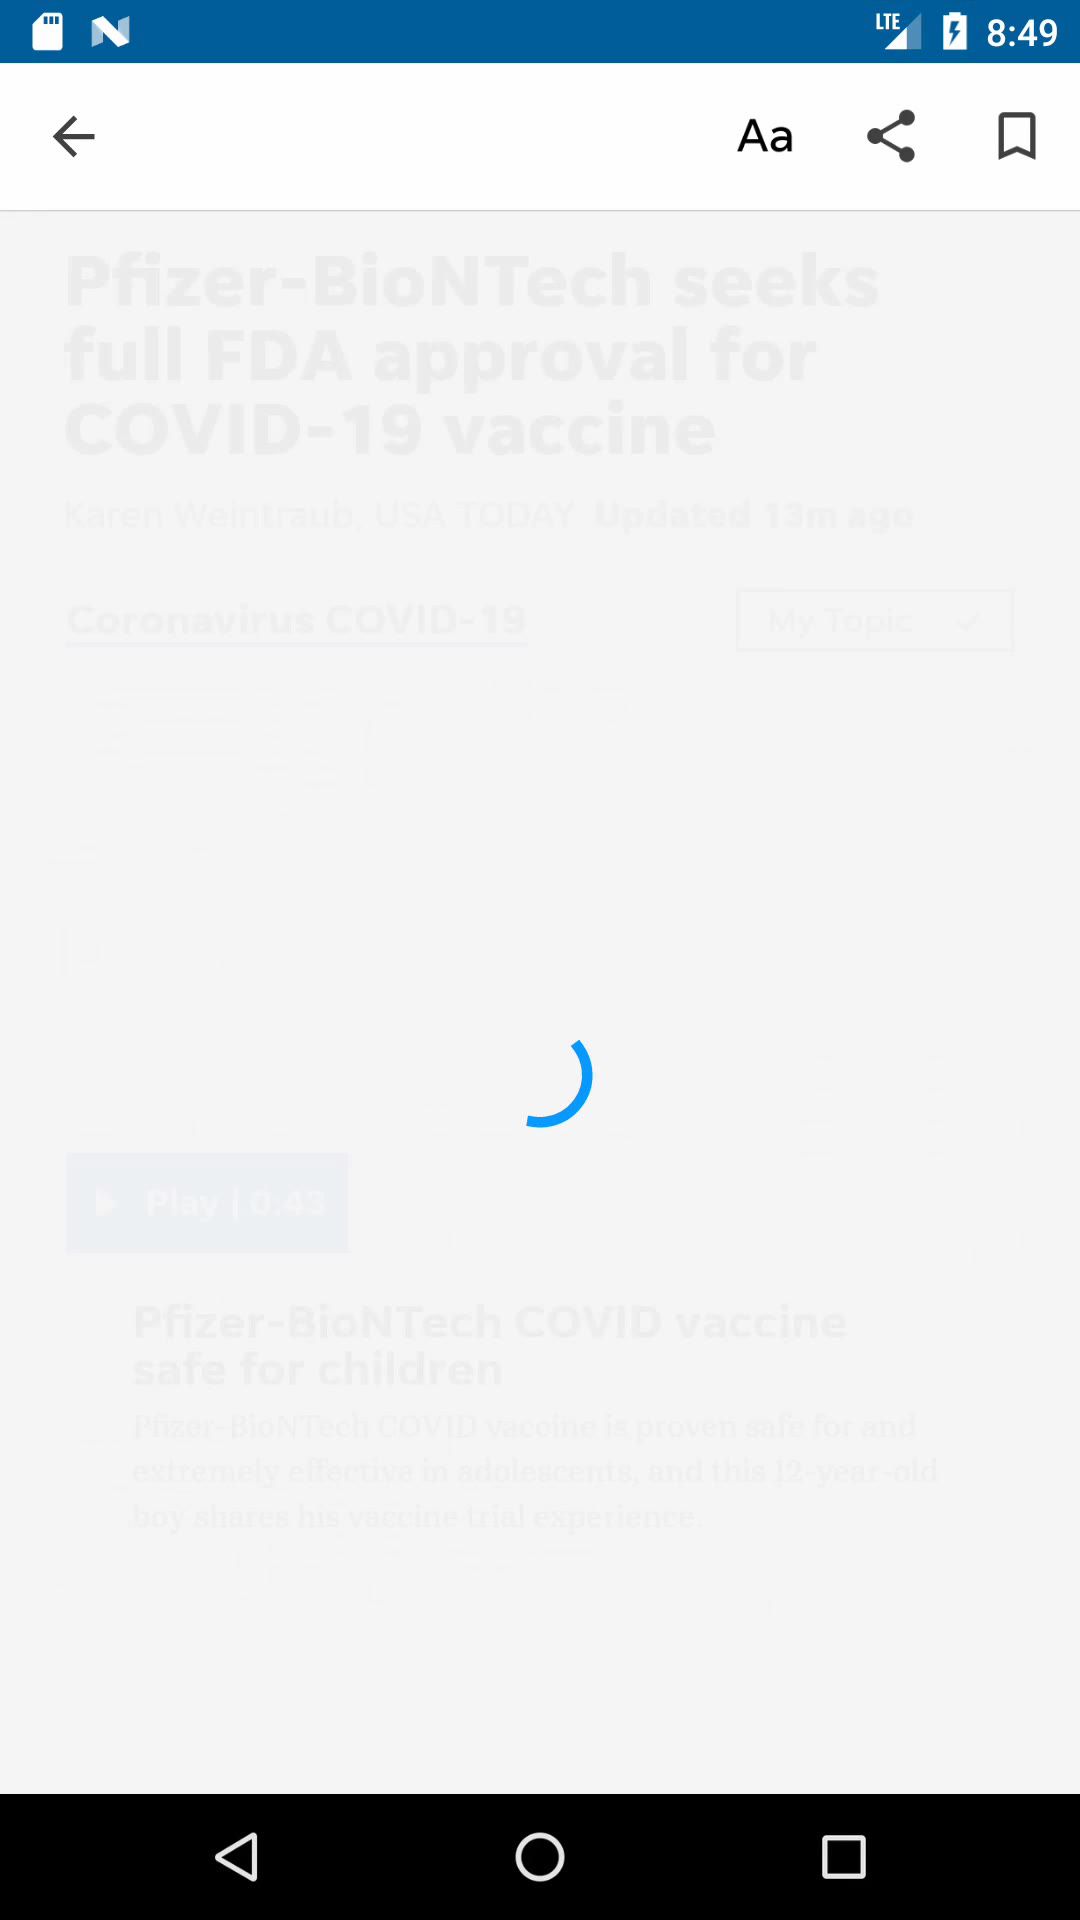 LTE 8:49
Aa
Pfizer-BioNTech seeks
full FDA approval for
COVID-19 vaccine
Karen Weintraub, USA TODAY Updated 13m ago
Coronavirus COVID-19 My Topic
Play | 0:43
Pfizer-BioNTech COVID vaccine
safe for children
Pfizer-BioNTech COVID vaccine is proven safe for and
extremely effective in adolescents, and this 12-year-old
boy shares his vaccine trial experience.